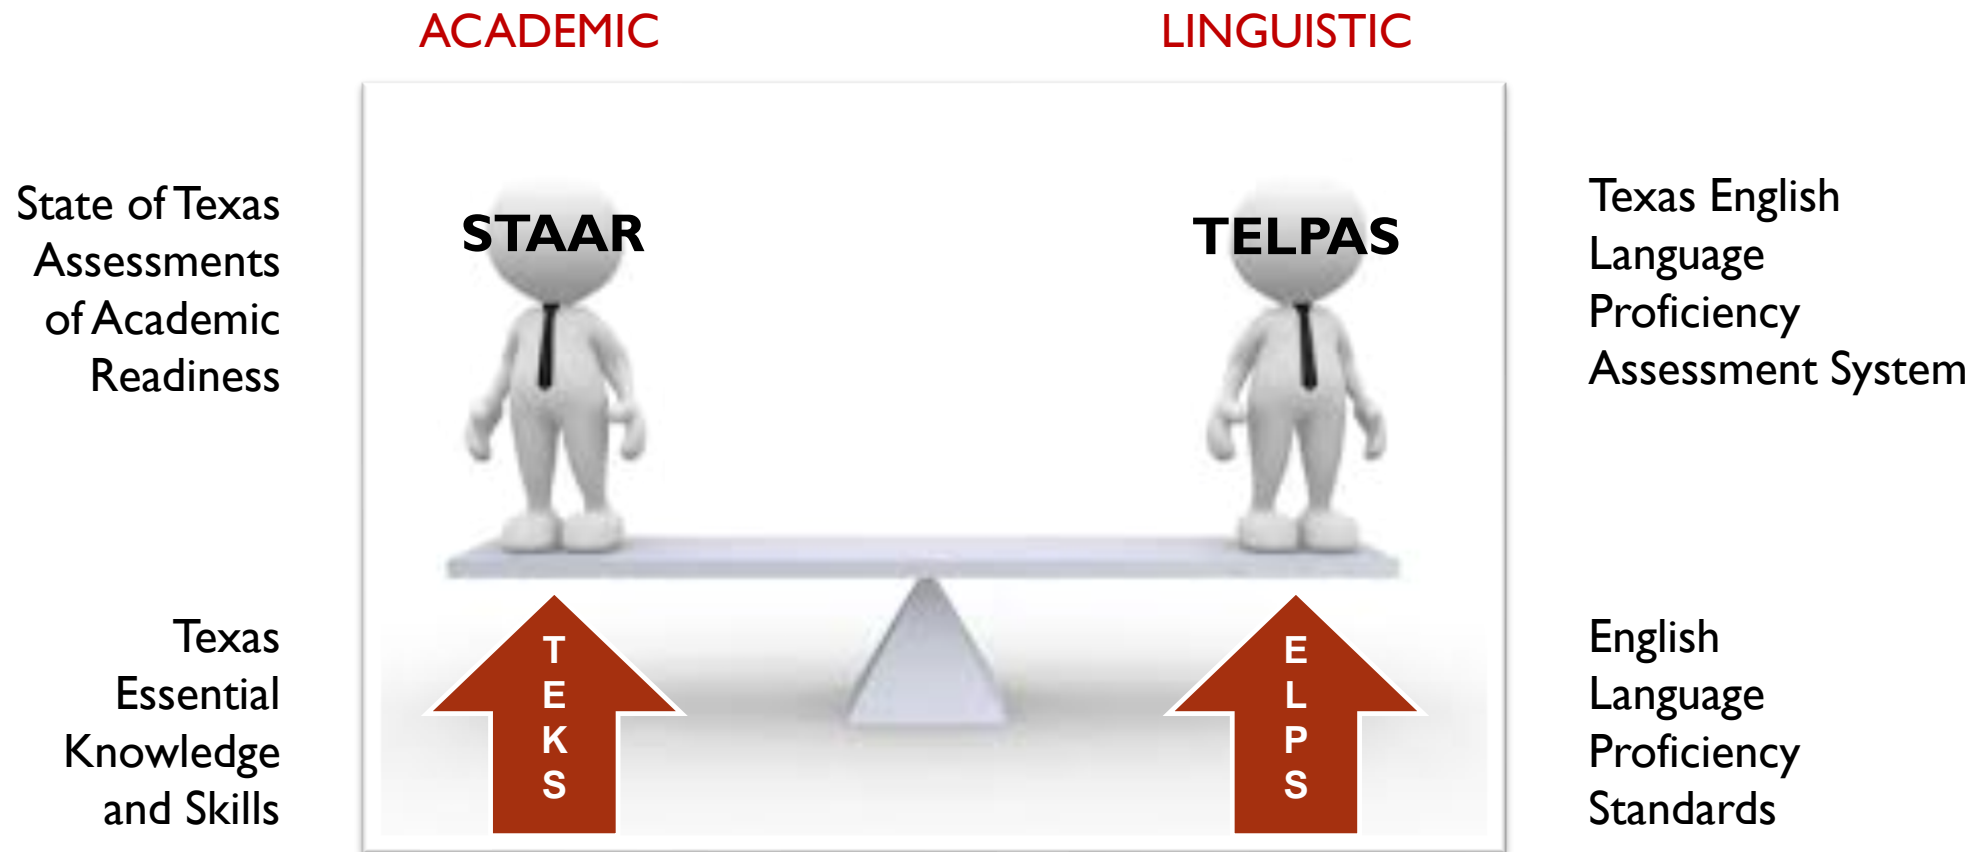 ACADEMIC
LINGUISTIC
State of Texas
Assessments
of Academic
Readiness
STAAR
TELPAS
Texas English
Language
Proficiency
Assessment System
Texas
Essential
Knowledge
and Skills
T
E
K
S
E
L
P
S
English
Language
Proficiency
Standards